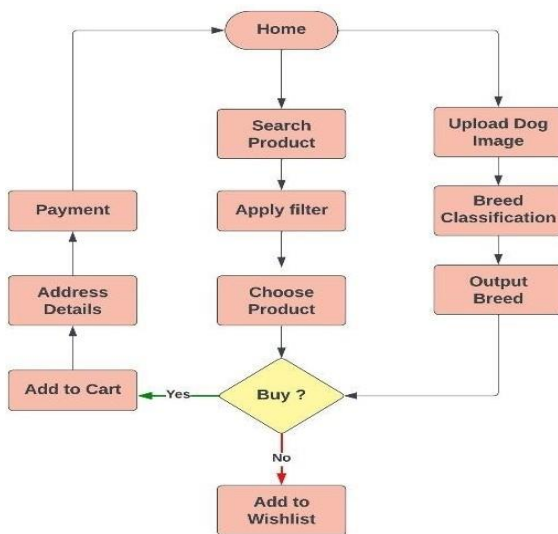 Home
Search
Product
Upload Dog
Image
Payment
Apply filter
Breed
Classification
Address
Details
Choose
Product
Output
Breed
Add to Cart
Yes
Buy ?
No
Add to
Wishlist